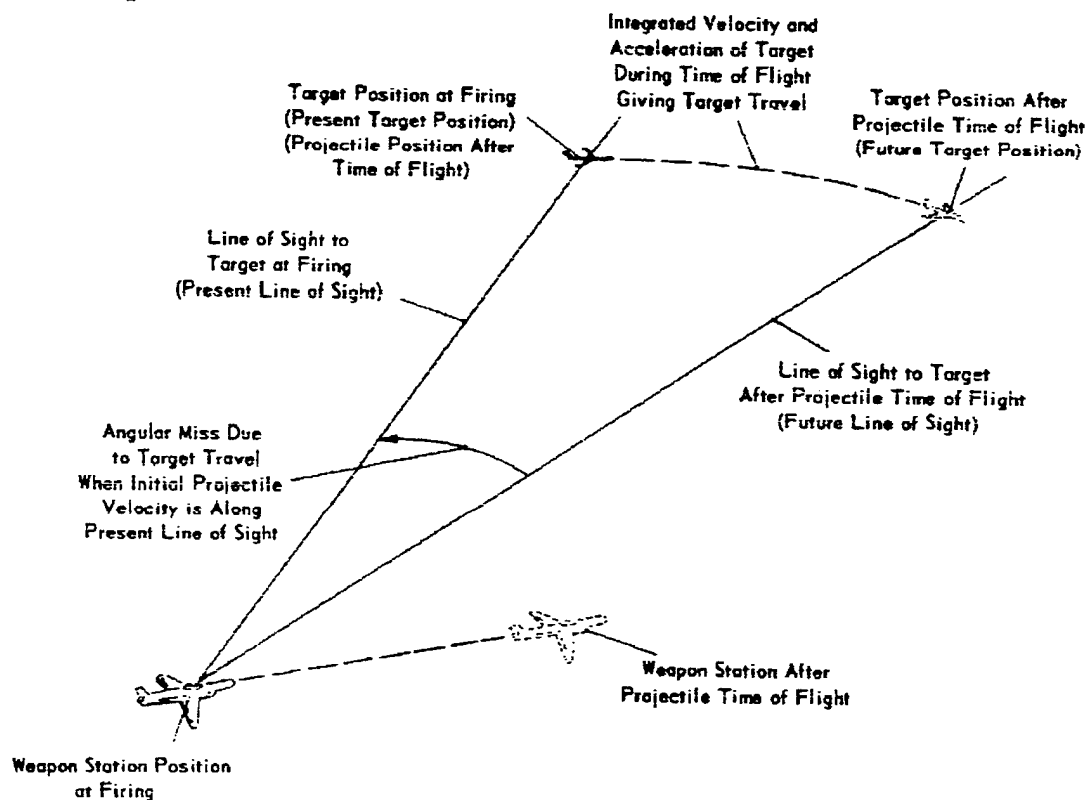 Integrated Velocity and
Acceleration of Target
During Time of Flight
Giving Target Travel
Target Position at Firing
(Present Target Position)
(Projectile Position After
Time of Flight)
Target Position After
Projectile Time of Flight
(Future Target Position)
Line of Sight to
Target at Firing
(Present Line of Sight)
Line of Sight to Target
After Projectile Time of Flight
(Future Line of Sight)
Angular Miss Due
to Target Travel
When Initial Projectile
Velocity is Along
Present Line of Sight
Weapon Station After
Projectile Time of Flight
Weapon Station Position
at Firing